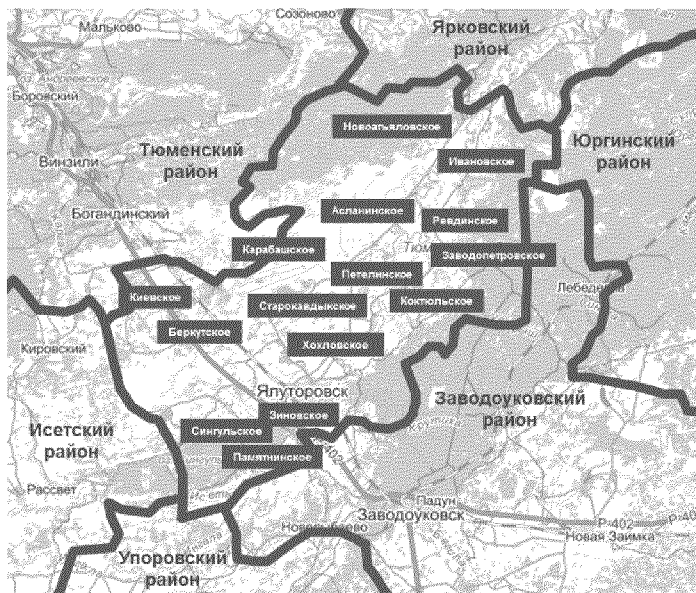 Созоново
Мальково
Ярковский
район
Боровский
Новоатьяловское
Тюменский
район
Юргинский
район
Винзили
Ивановское
Богандинский
Асланинское
Ревдинское
Карабашское
Заводопетровское
Петелинское
Киевское
Коктюльское
Старокавдыкское
Беркутское
Хохловское
Кировский
Ялуторовск
Заводоуковский
район
Зиновское
Исетский
район
Сингульское
Памятнинское
Рассвет
Исеть
Падун
Заводоуковск
Р-402
Новая Заимка
Упоровский
район